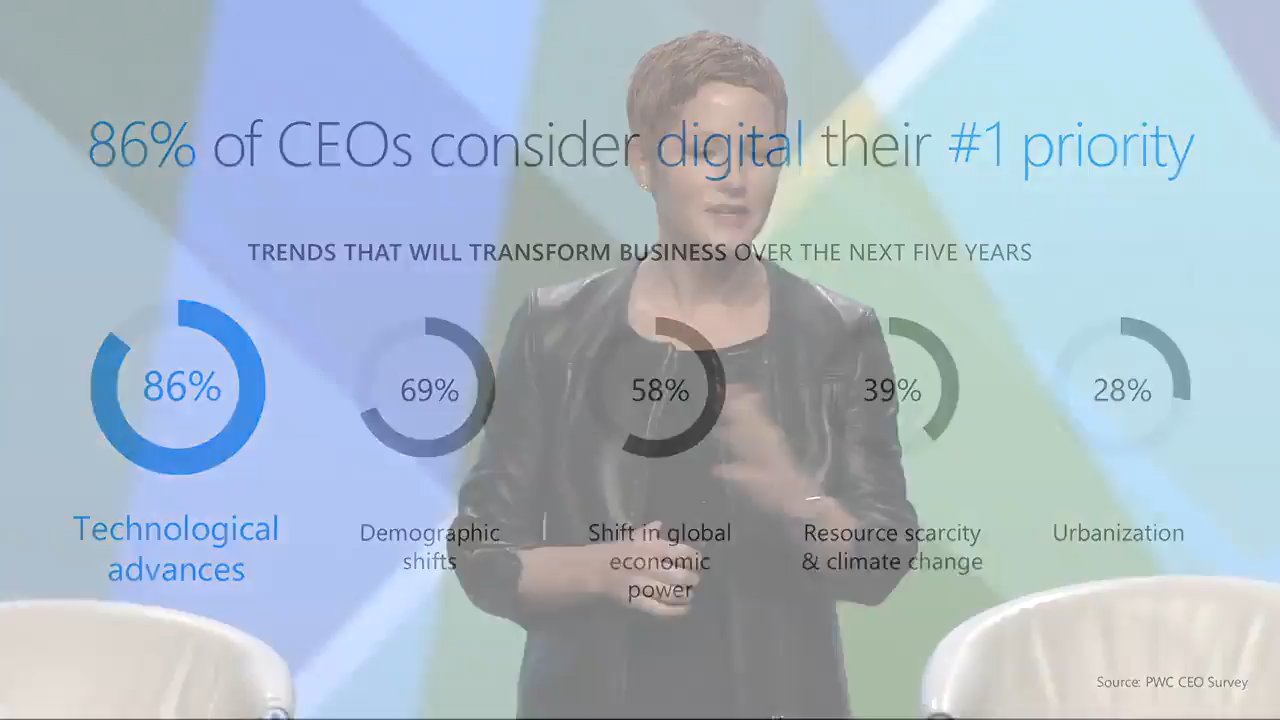 86% of CEOs consider digital their #1 priority
TRENDS THAT WILL TRANSFORM BUSINESS OVER THE NEXT FIVE YEARS
86%
69%
58%
39%
28%
Technological
advances
Demographic
shifts
Shift in global
economic
power
Resource scarcity
& climate change
Urbanization
Source: PWC CEO Survey